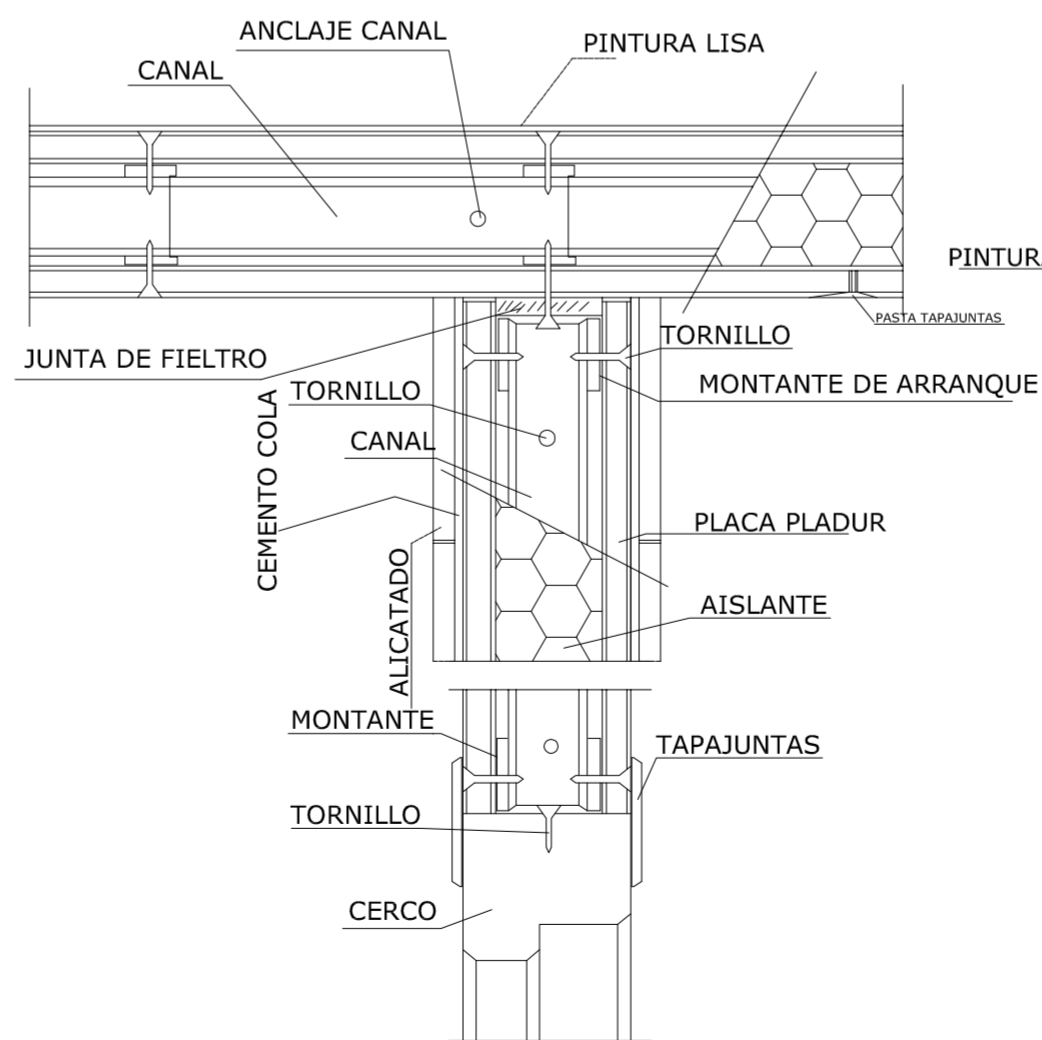 ANCLAJE CANAL
PINTURA LISA
CANAL
PINTURA
PASTA TAPAJUNTAS
TORNILLO
JUNTA DE FIELTRO
MONTANTE DE ARRANQUE
TORNILLO
CANAL
CEMENTO COLA
PLACA PLADUR
ALICATADO
AISLANTE
MONTANTE
TAPAJUNTAS
TORNILLO
CERCO